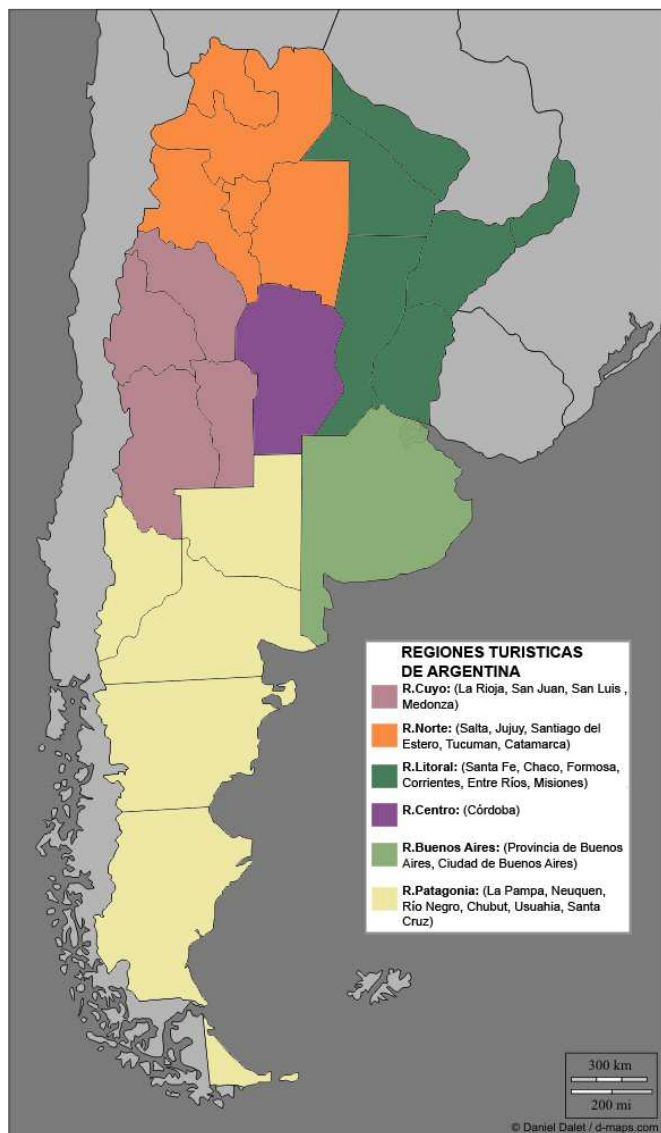 REGIONES TURISTICAS
DE ARGENTINA
R.Cuyo: (La Rioja, San Juan, San Luis ,
Medonza)
R.Norte: (Salta, Jujuy, Santiago del
Estero, Tucuman, Catamarca)
R.Litoral: (Santa Fe, Chaco, Formosa,
Corrientes, Entre Ríos, Misiones)
R.Centro: (Córdoba)
R.Buenos Aires: (Provincia de Buenos
Aires, Ciudad de Buenos Aires)
R.Patagonia: (La Pampa, Neuquen,
Río Negro, Chubut, Usuahia, Santa
Cruz)
300 km
200 mi
© Daniel Dalet / d-maps.com